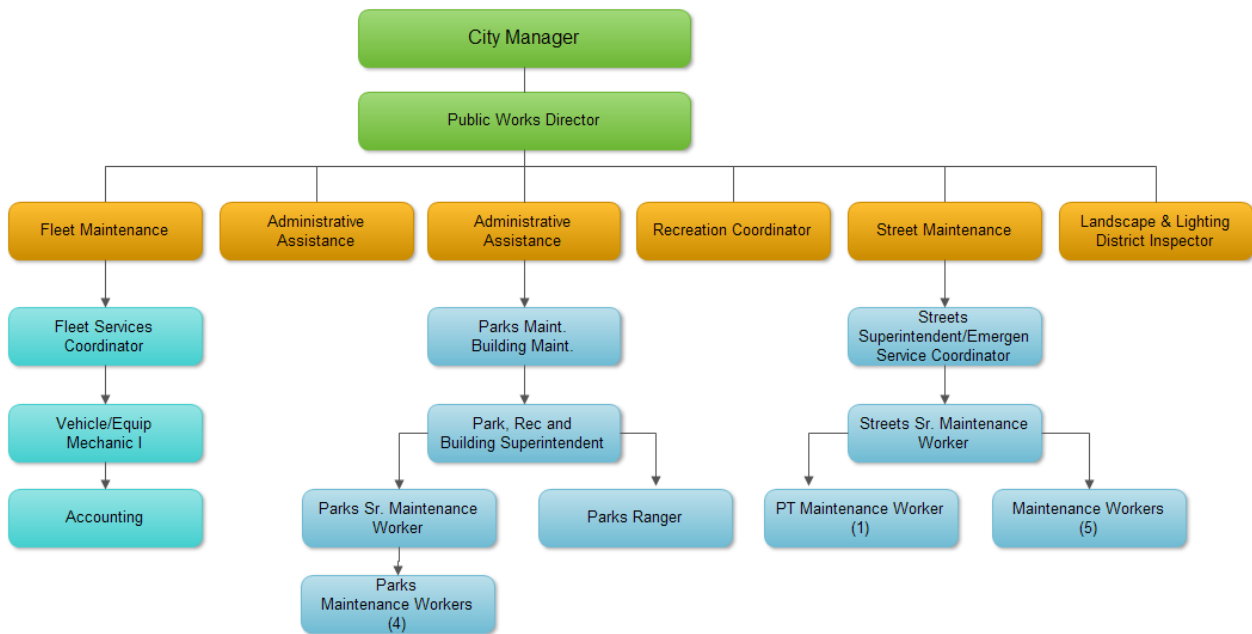 City Manager
Public Works Director
Fleet Maintenance
Administrative
Assistance
Administrative
Assistance
Recreation Coordinator
Street Maintenance
Landscape & Lighting
District Inspector
Fleet Services
Coordinator
Parks Maint.
Building Maint.
Streets
Superintendent/Emergen
Service Coordinator
Vehicle/Equip
Mechanic I
Park, Rec and
Building Superintendent
Streets Sr. Maintenance
Worker
Accounting
Parks Sr. Maintenance
Worker
Parks Ranger
PT Maintenance Worker
(1)
Maintenance Workers
(5)
Parks
Maintenance Workers
(4)